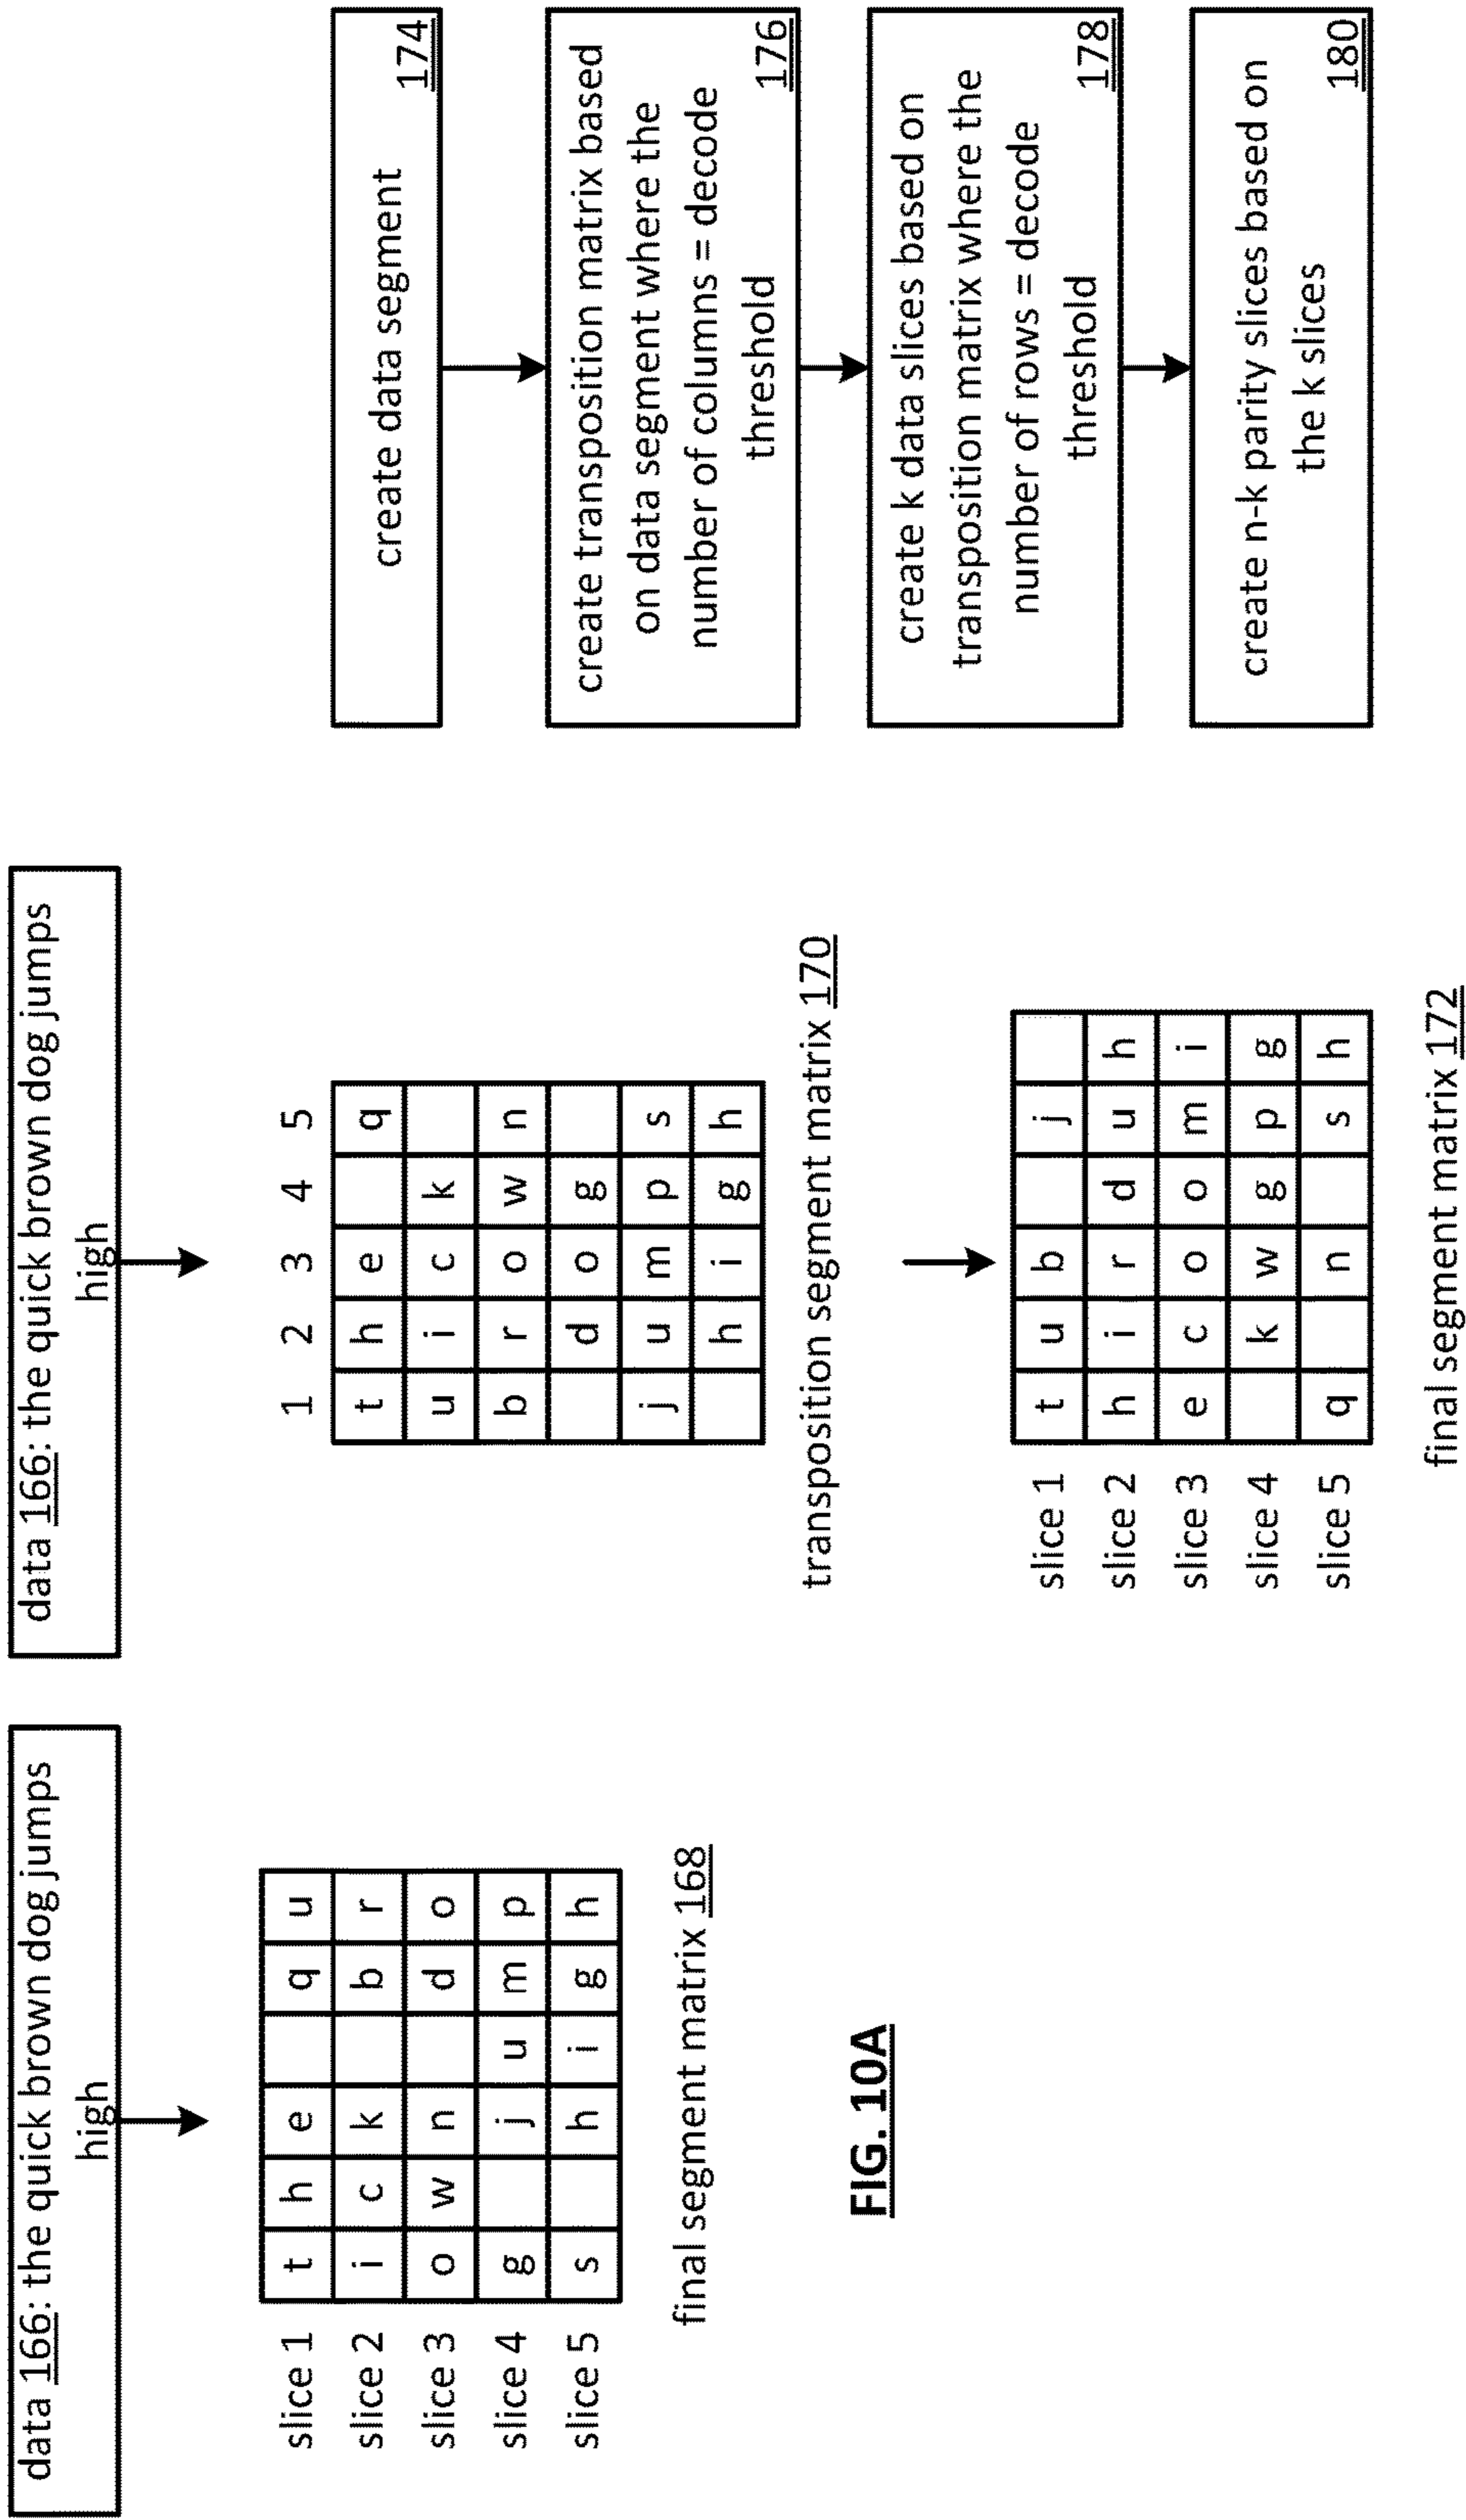 data 166: the quick brown dog jumps
high
slice 1 t h e q u
slice 2 i c k b r
slice 3 o w n d o
slice 4 g j u m p
slice 5 s h i g h
final segment matrix 168
FIG. 10A
data 166: the quick brown dog jumps
high
1 2 3 4 5
t h e q
u i c k
b r o w n
d o g
j u m p s
h i g h
transposition segment matrix 170
slice 1 t u b j
slice 2 h i r d u h
slice 3 e c o o m i
slice 4 k w g p g
slice 5 q n s h
final segment matrix 172
create data segment
174
create transposition matrix based
on data segment where the
number of columns = decode
threshold
176
create k data slices based on
transposition matrix where the
number of rows = decode
threshold
178
create n-k parity slices based on
the k slices
180